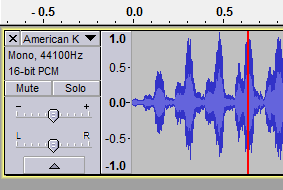 - 0.5 0.0 0.5
X American K ▼
Mono, 44100Hz
16-bit PCM
Mute Solo
- +
L R
1.0
0.5
0.0
-0.5
-1.0